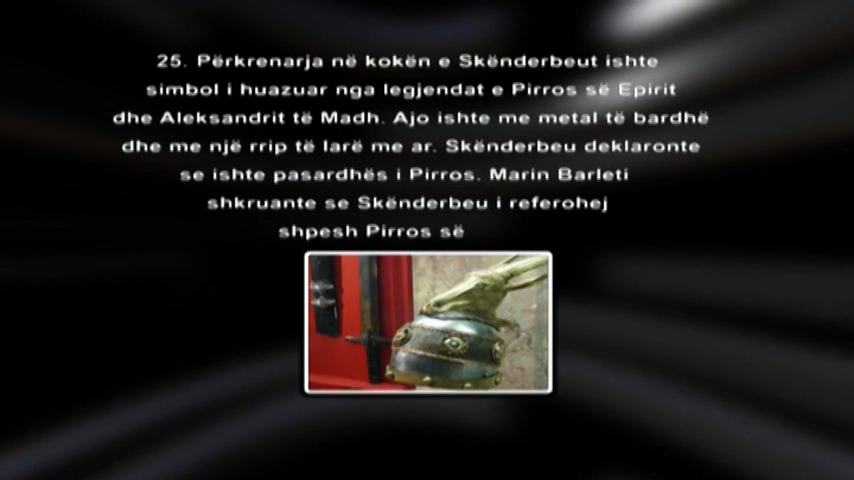 25. Përkrenarja në kokën e Skënderbeut ishte
simbol i huazuar nga legjendat e Pirros së Epirit
dhe Aleksandrit të Madh. Ajo ishte me metal të bardhë
dhe me një rrip të larë me ar. Skënderbeu deklaronte
se ishte pasardhës i Pirros. Marin Barleti
shkruante se Skënderbeu i referohej
shpesh Pirros së